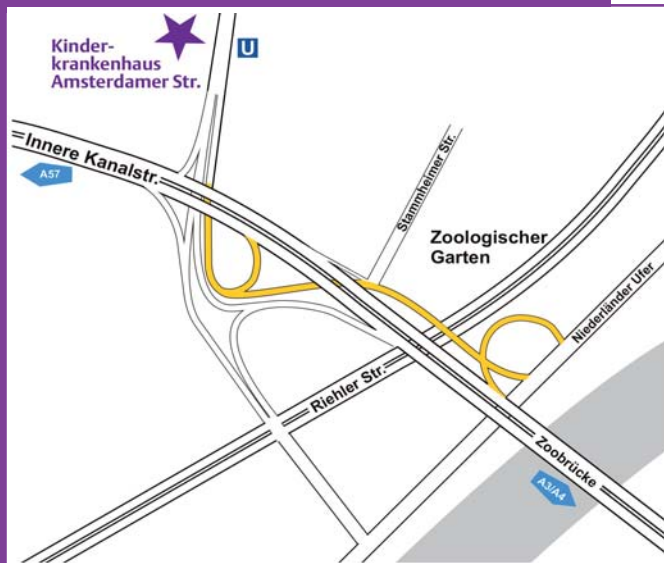 Kinder-
krankenhaus
Amsterdamer Str.
U
Innere Kanalstr.
A57
Stammheimer Str.
Zoologischer
Garten
Niederländer Ufer
Riehler Str.
Zoobrücke
A3/A4